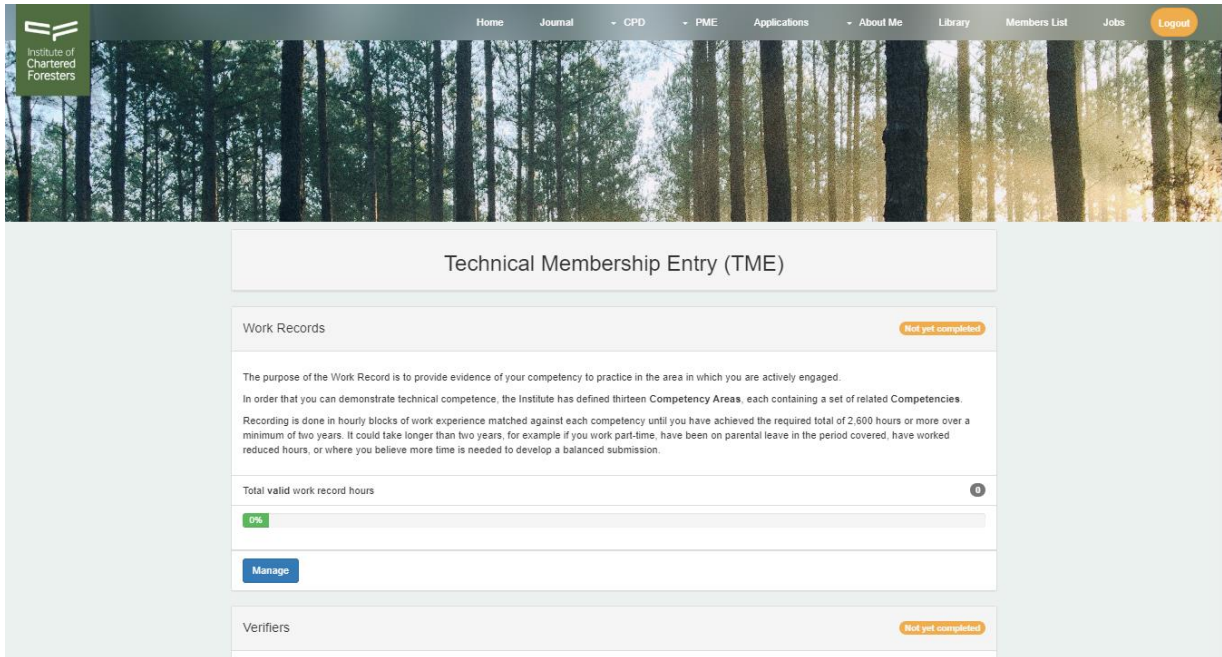 Institute of
Chartered
Foresters
Home Journal CPD PME Applications About Me Library Members List Jobs Logout
Technical Membership Entry (TME)
Work Records Not yet completed
The purpose of the Work Record is to provide evidence of your competency to practice in the area in which you are actively engaged.
In order that you can demonstrate technical competence, the Institute has defined thirteen Competency Areas, each containing a set of related Competencies.
Recording is done in hourly blocks of work experience matched against each competency until you have achieved the required total of 2,600 hours or more over a
minimum of two years. It could take longer than two years, for example if you work part-time, have been on parental leave in the period covered, have worked
reduced hours, or where you believe more time is needed to develop a balanced submission.
Total valid work record hours 0
0%
Manage
Verifiers Not yet completed